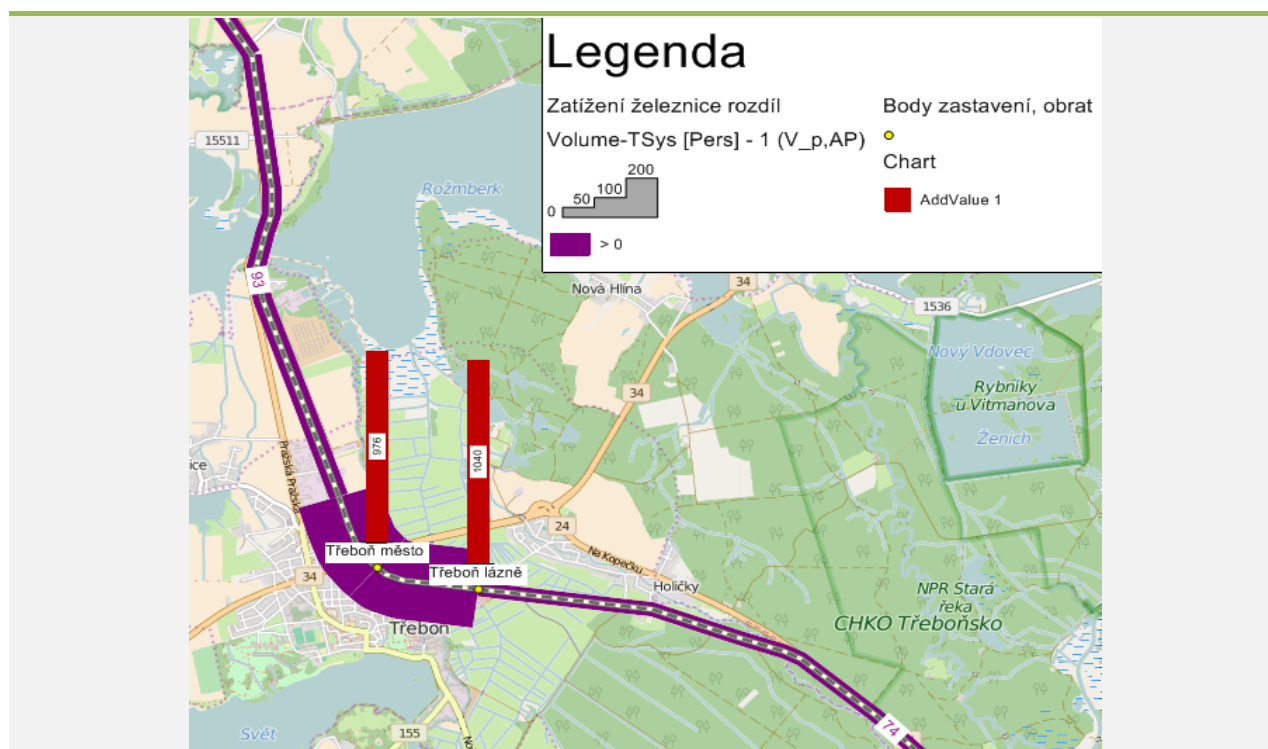 Legenda
Zatížení železnice rozdíl
Volume-TSys [Pers] - 1 (V_p,AP)
200
100
50
0
> 0
Body zastavení, obrat
Chart
AddValue 1
15511
Rožmberk
93
Nová Hlína
34
1536
Nový Vdovec
Rybníky
u Vitmanova
Ženich
34
976
1040
Pražská Pražská
ice
24
Na Kopečku
Třeboň město
Třeboň lázně
34
Holičky
NPR Stará
řeka
CHKO Třeboňsko
Třeboň
Svět
155
74